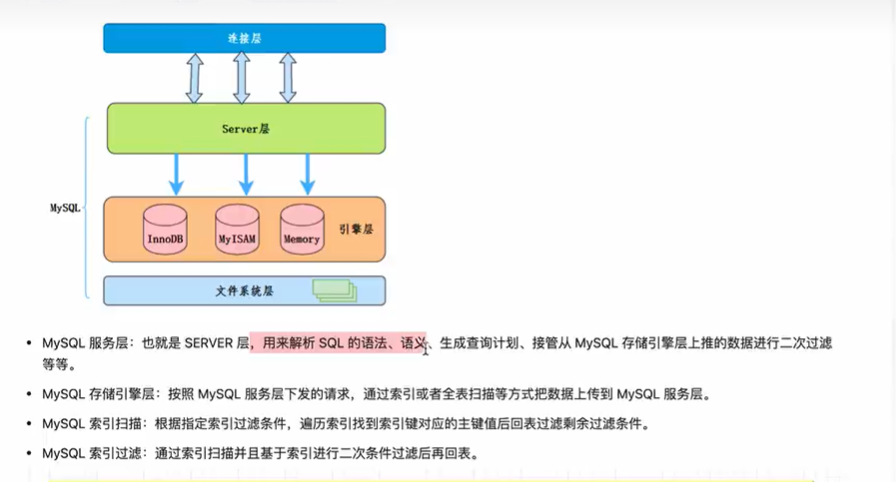 连接层
Server层
MySQL
InnoDB
MyISAM
Memory
引擎层
文件系统层
• MySQL 服务层：也就是 SERVER 层，用来解析 SQL 的语法、语义、生成查询计划、接管从 MySQL 存储引擎层上推的数据进行二次过滤
等等。
• MySQL 存储引擎层：按照 MySQL 服务层下发的请求，通过索引或者全表扫描等方式把数据上传到 MySQL 服务层。
• MySQL 索引扫描：根据指定索引过滤条件，遍历索引找到索引键对应的主键值后回表过滤剩余过滤条件。
• MySQL 索引过滤：通过索引扫描并且基于索引进行二次条件过滤后再回表。